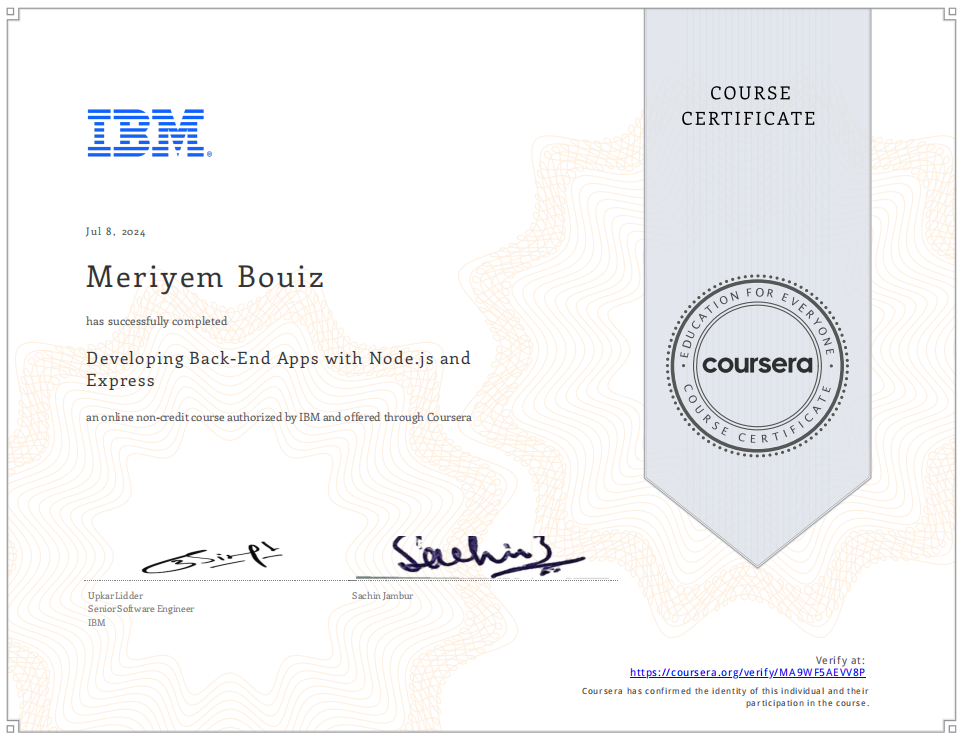 COURSE
CERTIFICATE
IBM®
Jul 8, 2024
Meriyem Bouiz
has successfully completed
Developing Back-End Apps with Node.js and
Express
an online non-credit course authorized by IBM and offered through Coursera
EDUCATION FOR EVERYONE
coursera
COURSE CERTIFICATE
Sachin J
Upkar Lidder
Senior Software Engineer
IBM
Sachin Jambur
Verify at:
https://coursera.org/verify/MA9WF5AEVV8P
Coursera has confirmed the identity of this individual and their
participation in the course.